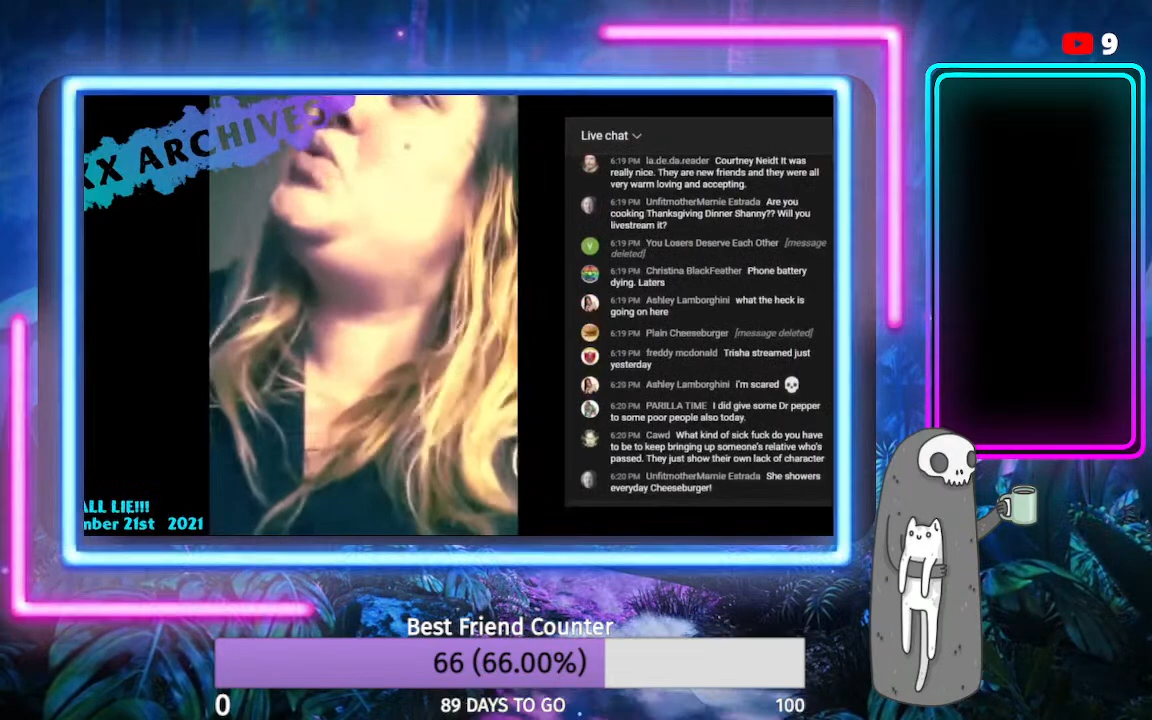 9
XX ARCHIVES
Live chat
6:19 PM la.de.da.reader Courtney Neidt It was
really nice. They are new friends and they were all
very warm loving and accepting.
6:19 PM UnfitmotherMamie Estrada Are you
cooking Thanksgiving Dinner Shanny?? Will you
livestream it?
V
6:19 PM You Losers Deserve Each Other [message
deleted]
6:19 PM Christina BlackFeather Phone battery
dying. Laters
6:19 PM Ashley Lamborghini what the heck is
going on here
6:19 PM Plain Cheeseburger [message deleted]
6:19 PM freddy mcdonald Trisha streamed just
yesterday
6:20 PM Ashley Lamborghini i'm scared 💀
6:20 PM PARILLA TIME I did give some Dr pepper
to some poor people also today.
6:20 PM Cawd What kind of sick fuck do you have
to be to keep bringing up someone's relative who's
passed. They just show their own lack of character
6:20 PM UnfitmotherMamie Estrada She showers
everyday Cheeseburger!
ALL LIE!!!
mber 21st 2021
Best Friend Counter
66 (66.00%)
0
89 DAYS TO GO
100